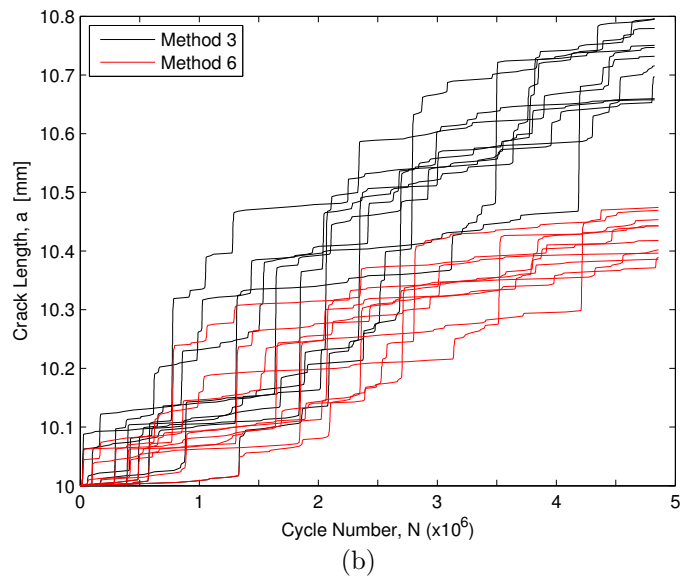 10.8
10.7
10.6
10.5
10.4
10.3
10.2
10.1
10
Crack Length, a [mm]
Method 3
Method 6
0 1 2 3 4 5
Cycle Number, N (x10⁶)
(b)